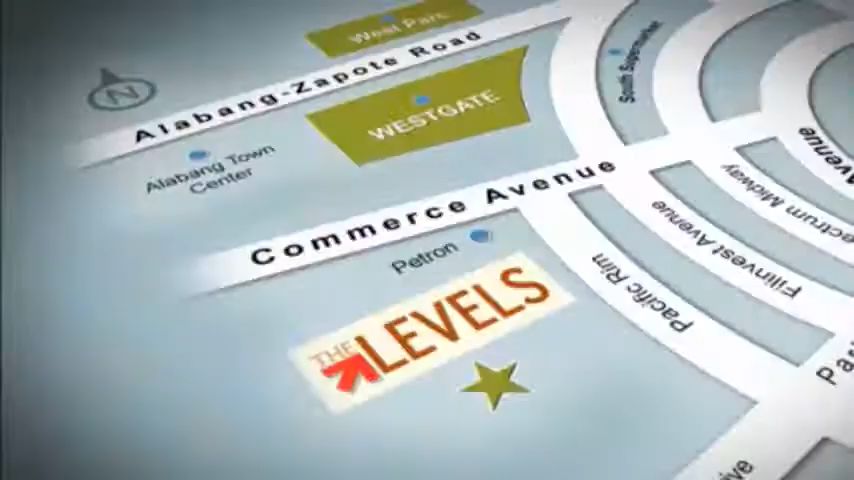 West Parc
N
Alabang-Zapote Road
South Supermarket
WESTGATE
Alabang Town
Center
Avenue
Commerce Avenue
Spectrum Midway
Filinvest Avenue
Petron
Pacific Rim
THE LEVELS